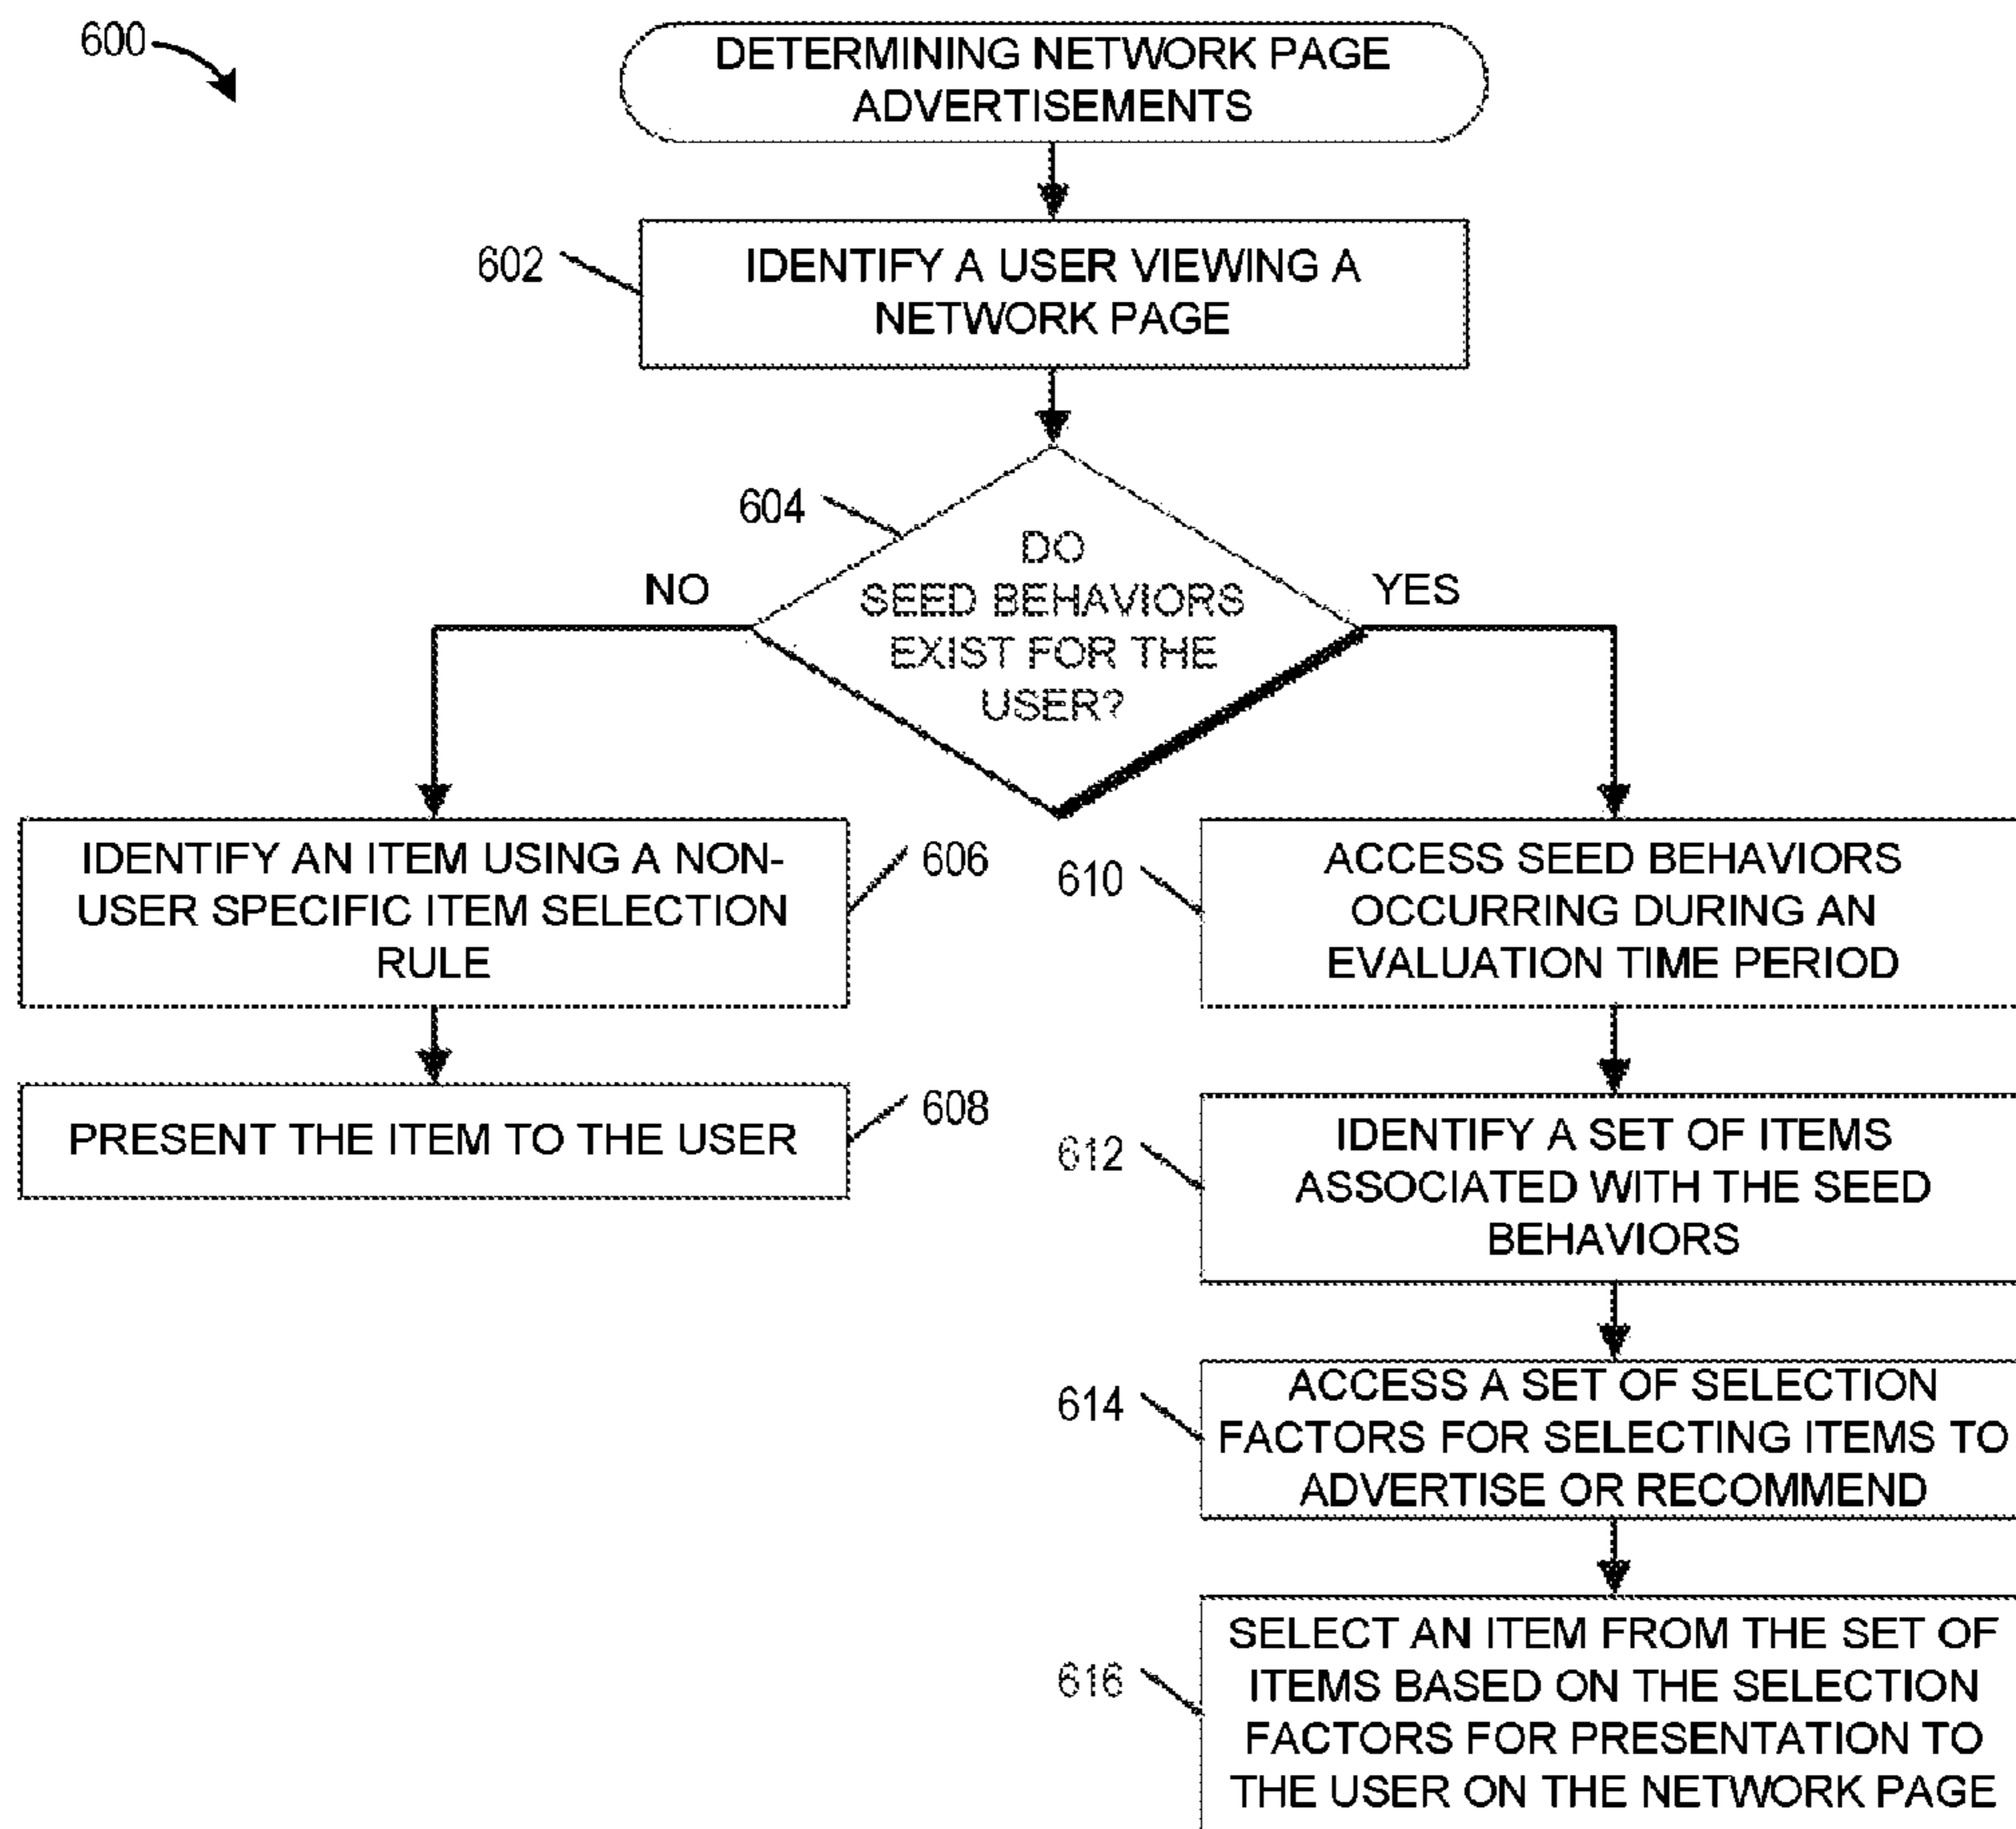 600
DETERMINING NETWORK PAGE
ADVERTISEMENTS
602
IDENTIFY A USER VIEWING A
NETWORK PAGE
604
DO
SEED BEHAVIORS
EXIST FOR THE
USER?
NO
YES
IDENTIFY AN ITEM USING A NON-
USER SPECIFIC ITEM SELECTION
RULE
606
PRESENT THE ITEM TO THE USER
608
610
ACCESS SEED BEHAVIORS
OCCURRING DURING AN
EVALUATION TIME PERIOD
612
IDENTIFY A SET OF ITEMS
ASSOCIATED WITH THE SEED
BEHAVIORS
614
ACCESS A SET OF SELECTION
FACTORS FOR SELECTING ITEMS TO
ADVERTISE OR RECOMMEND
616
SELECT AN ITEM FROM THE SET OF
ITEMS BASED ON THE SELECTION
FACTORS FOR PRESENTATION TO
THE USER ON THE NETWORK PAGE